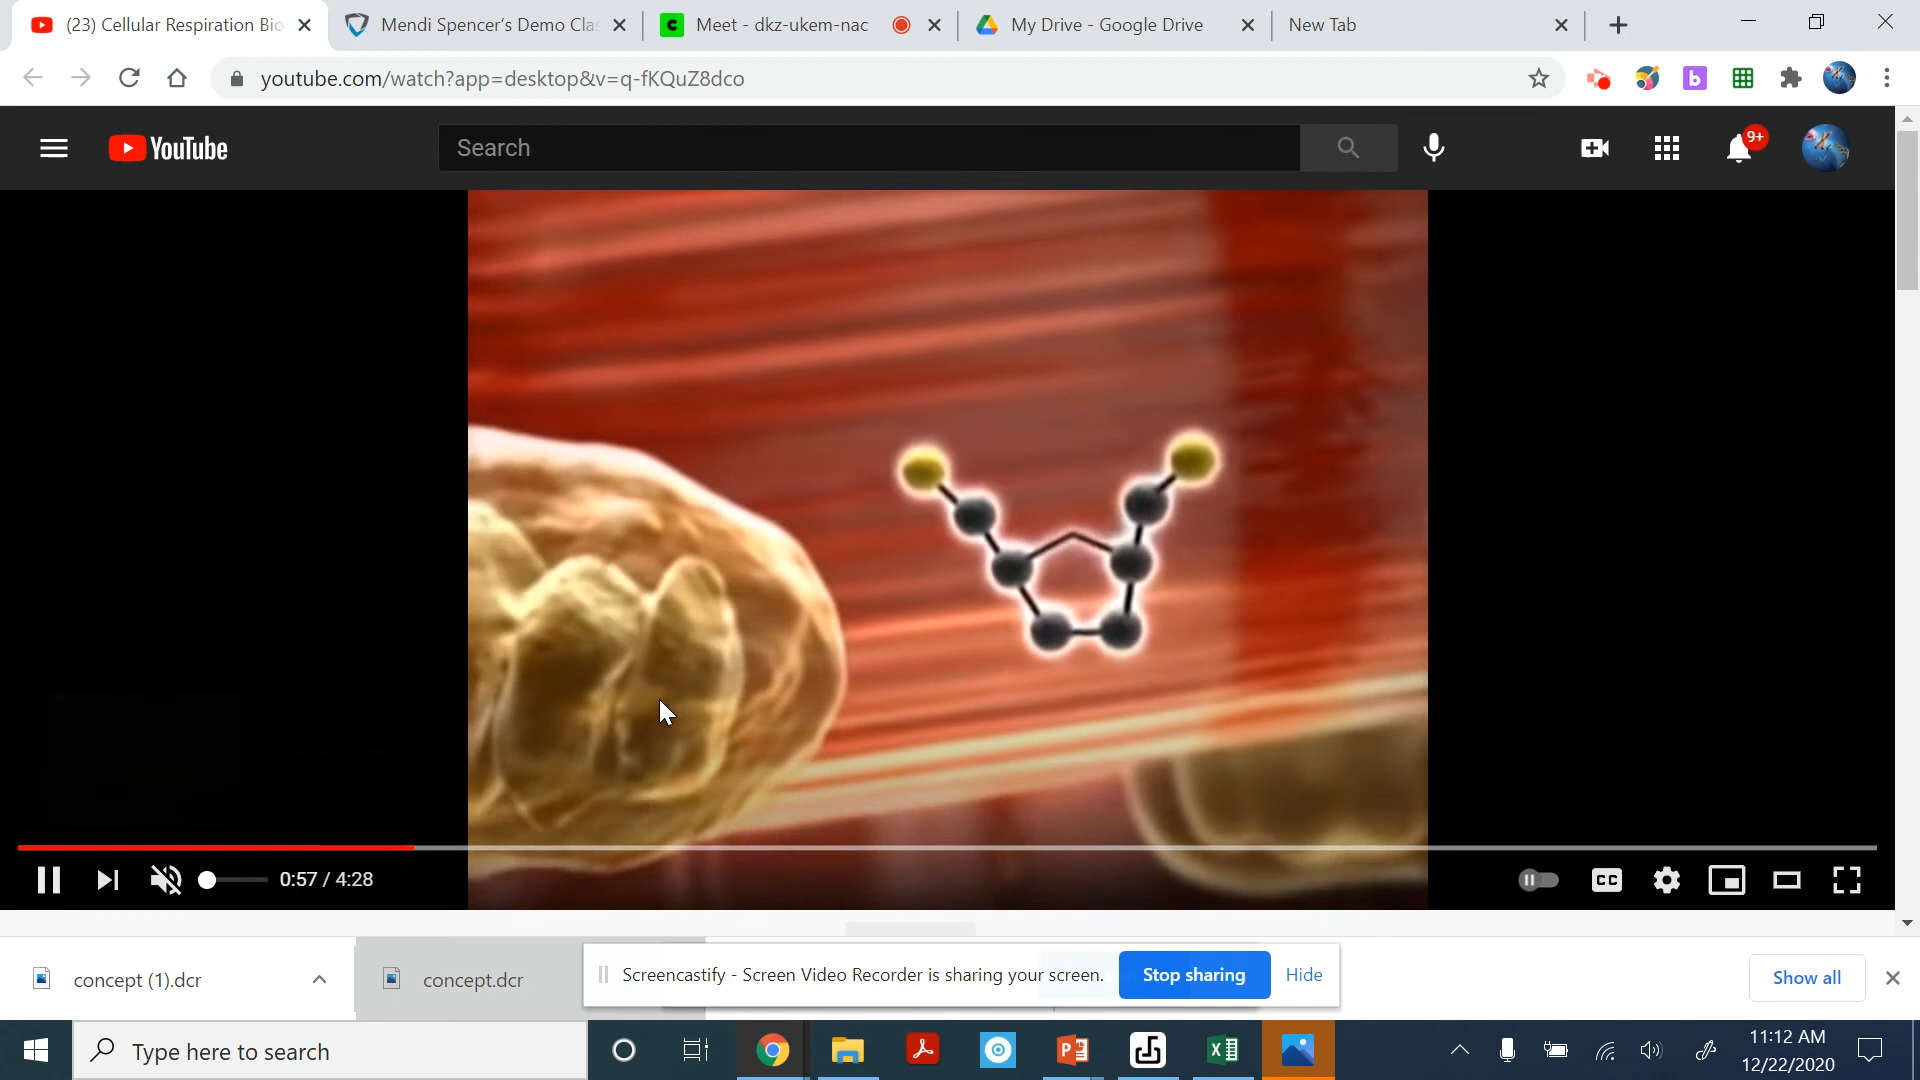 (23) Cellular Respiration Bio
Mendi Spencer's Demo Clas
Meet - dkz-ukem-nac
My Drive - Google Drive
New Tab
youtube.com/watch?app=desktop&v=q-fKQuZ8dco
b
YouTube
Search
9+
0:57 / 4:28
CC
concept (1).dcr
concept.dcr
Screencastify - Screen Video Recorder is sharing your screen.
Stop sharing
Hide
Show all
Type here to search
11:12 AM
12/22/2020